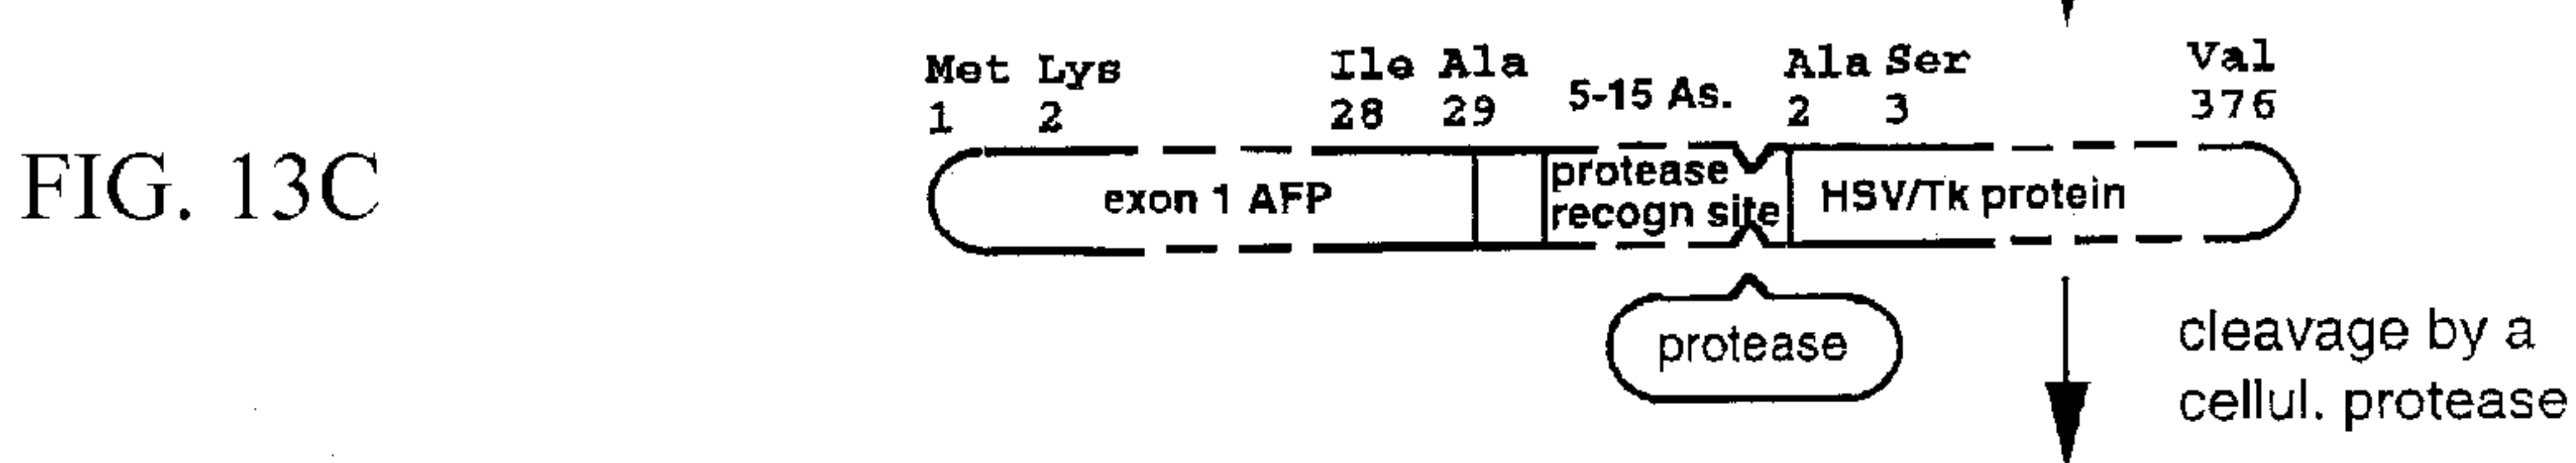 Met Lys Ile Ala 5-15 As. Ala Ser Val
1 2 28 29 2 3 376
FIG. 13C
exon 1 AFP
protease
recogn site
HSV/Tk protein
protease
cleavage by a
cellul. protease